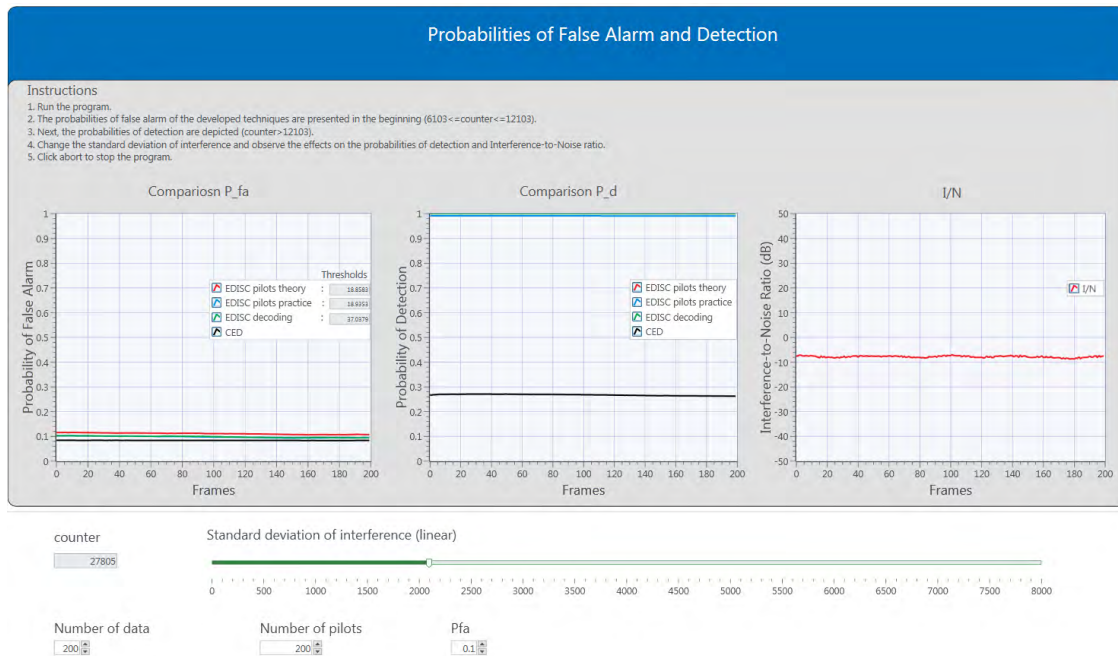 Probabilities of False Alarm and Detection
Instructions
1. Run the program.
2. The probabilities of false alarm of the developed techniques are presented in the beginning (6103<=counter<=12103).
3. Next, the probabilities of detection are depicted (counter>12103).
4. Change the standard deviation of interference and observe the effects on the probabilities of detection and Interference-to-Noise ratio.
5. Click abort to stop the program.
Compariosn P_fa
Probability of False Alarm
1
0.9
0.8
0.7
0.6
0.5
0.4
0.3
0.2
0.1
0
0 20 40 60 80 100 120 140 160 180 200
Frames
Thresholds
EDISC pilots theory : 18.8583
EDISC pilots practice : 18.9353
EDISC decoding : 37.0379
CED
Comparison P_d
Probability of Detection
1
0.9
0.8
0.7
0.6
0.5
0.4
0.3
0.2
0.1
0
0 20 40 60 80 100 120 140 160 180 200
Frames
EDISC pilots theory
EDISC pilots practice
EDISC decoding
CED
I/N
Interference-to-Noise Ratio (dB)
50
40
30
20
10
0
-10
-20
-30
-40
-50
0 20 40 60 80 100 120 140 160 180 200
Frames
I/N
counter
27805
Standard deviation of interference (linear)
0 500 1000 1500 2000 2500 3000 3500 4000 4500 5000 5500 6000 6500 7000 7500 8000
Number of data
200
Number of pilots
200
Pfa
0.1